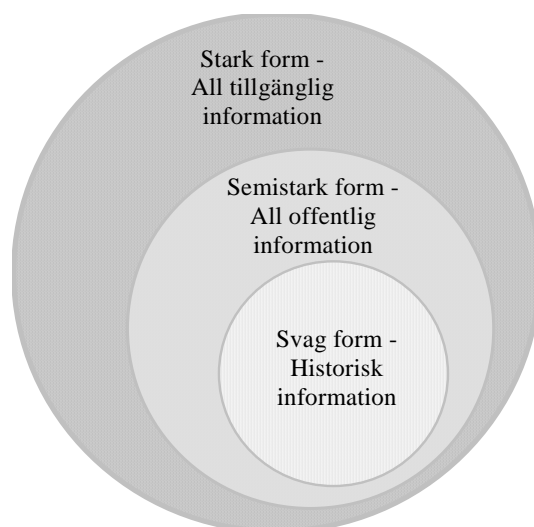 Stark form -
All tillgänglig
information
Semistark form -
All offentlig
information
Svag form -
Historisk
information